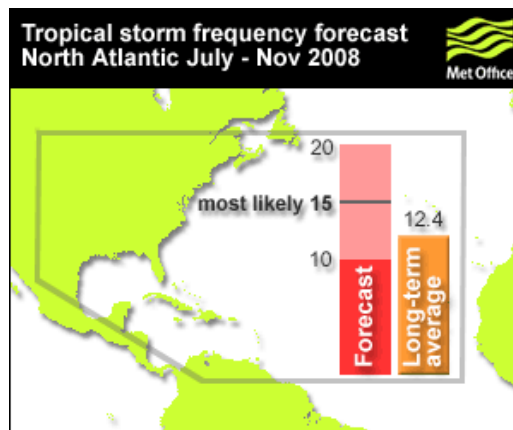 Tropical storm frequency forecast
North Atlantic July - Nov 2008
Met Office
20
most likely 15
12.4
10
Forecast
Long-term
average